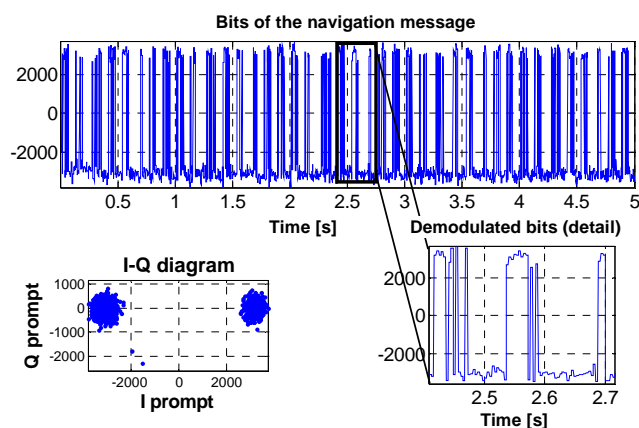 Bits of the navigation message
2000
0
-2000
0.5 1 1.5 2 2.5 3 3.5 4 4.5 5
Time [s]
Demodulated bits (detail)
I-Q diagram
1000
0
-1000
-2000
Q prompt
-2000 0 2000
I prompt
2000
0
-2000
2.5 2.6 2.7
Time [s]